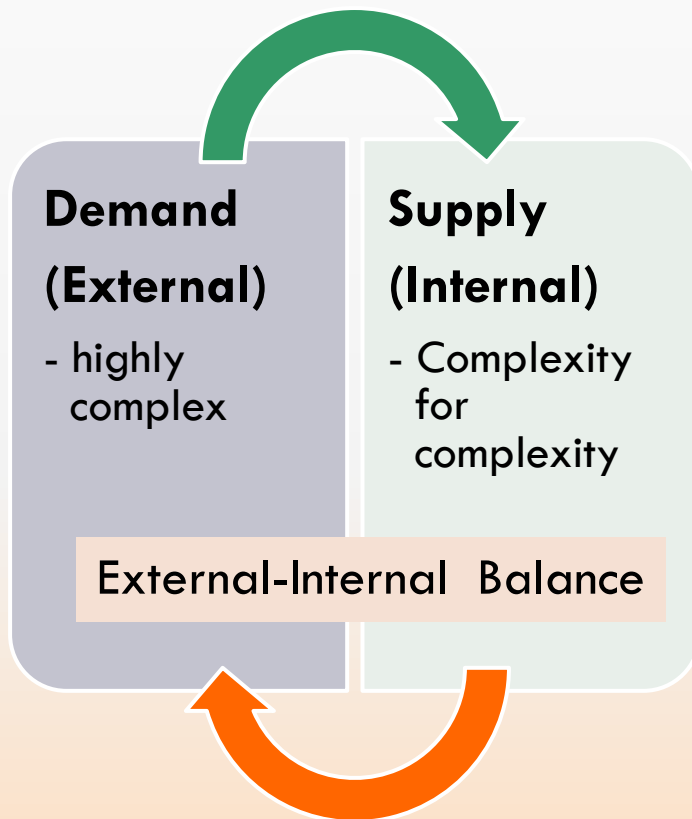 Demand
(External)
- highly
complex
Supply
(Internal)
- Complexity
for
complexity
External-Internal Balance